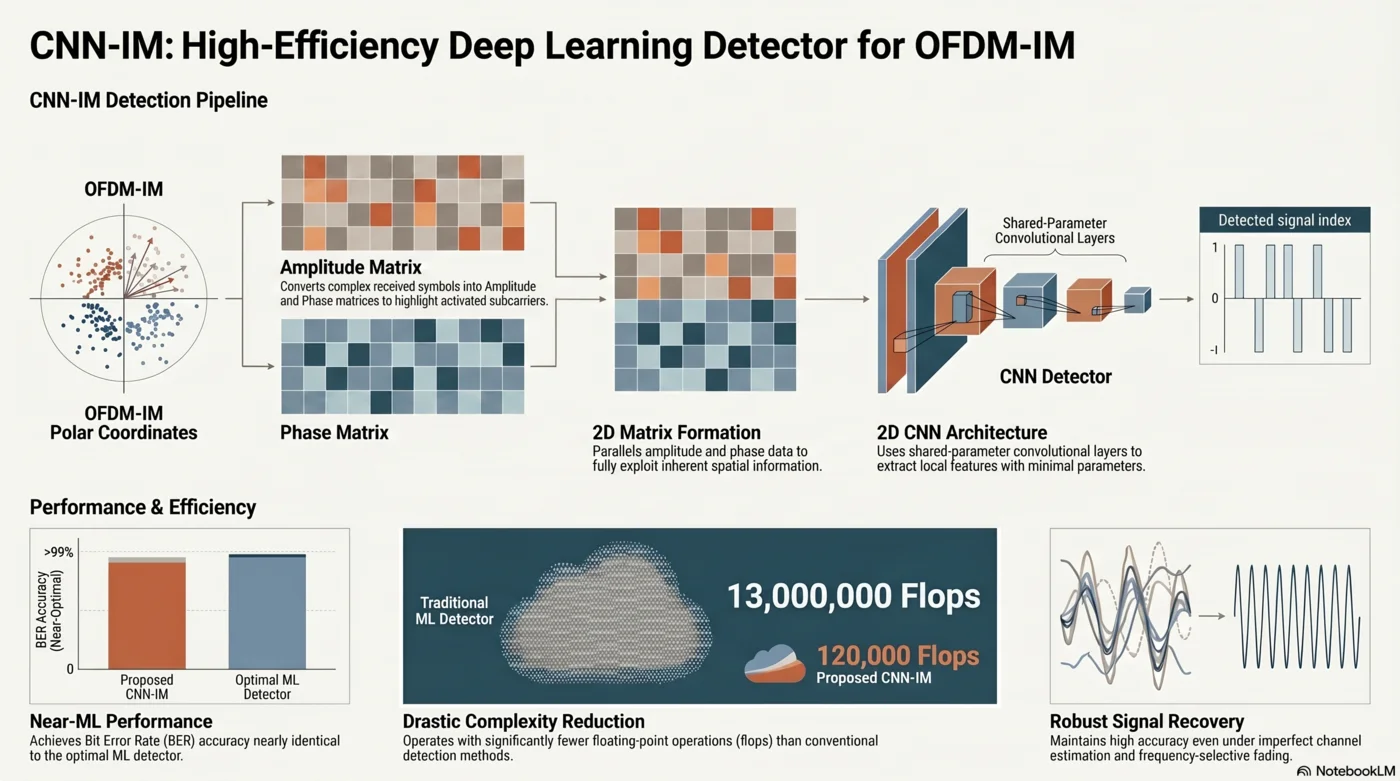 CNN-IM: High-Efficiency Deep Learning Detector for OFDM-IM
CNN-IM Detection Pipeline
OFDM-IM
OFDM-IM
Polar Coordinates
Amplitude Matrix
Converts complex received symbols into Amplitude
and Phase matrices to highlight activated subcarriers.
Phase Matrix
2D Matrix Formation
Parallels amplitude and phase data to
fully exploit inherent spatial information.
Shared-Parameter
Convolutional Layers
CNN Detector
2D CNN Architecture
Uses shared-parameter convolutional layers to
extract local features with minimal parameters.
Detected signal index
1
0
-1
Performance & Efficiency
>99%
BER Accuracy
(Near-Optimal)
0
Proposed
CNN-IM
Optimal ML
Detector
Near-ML Performance
Achieves Bit Error Rate (BER) accuracy nearly identical
to the optimal ML detector.
Traditional
ML Detector
13,000,000 Flops
120,000 Flops
Proposed CNN-IM
Drastic Complexity Reduction
Operates with significantly fewer floating-point operations (flops) than conventional
detection methods.
Robust Signal Recovery
Maintains high accuracy even under imperfect channel
estimation and frequency-selective fading.
NotebookLM